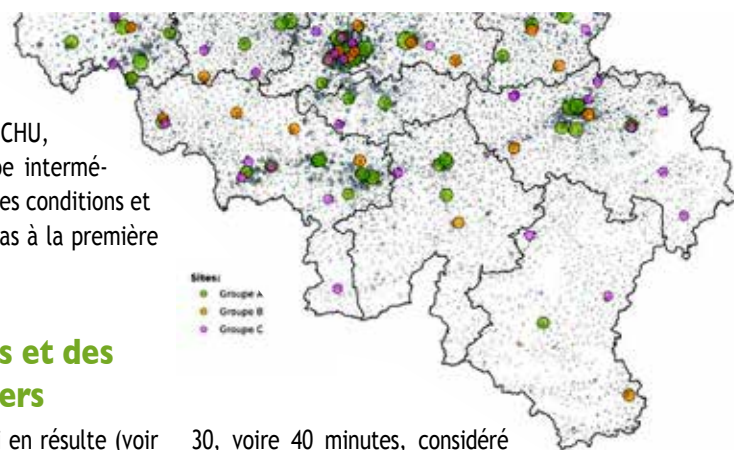 CHU,
pe intermé-
es conditions et
as à la première
Sites:
Groupe A
Groupe B
Groupe C
s et des
ers
en résulte (voir
30, voire 40 minutes, considéré